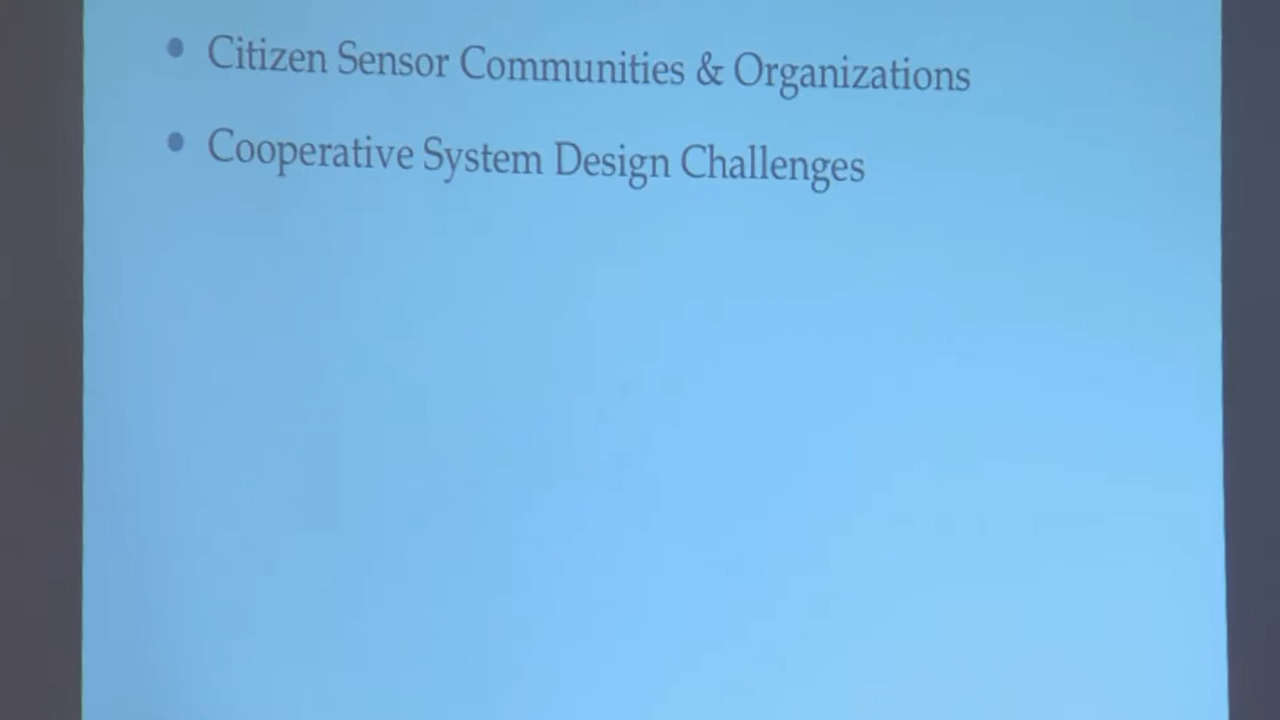 • Citizen Sensor Communities & Organizations
• Cooperative System Design Challenges